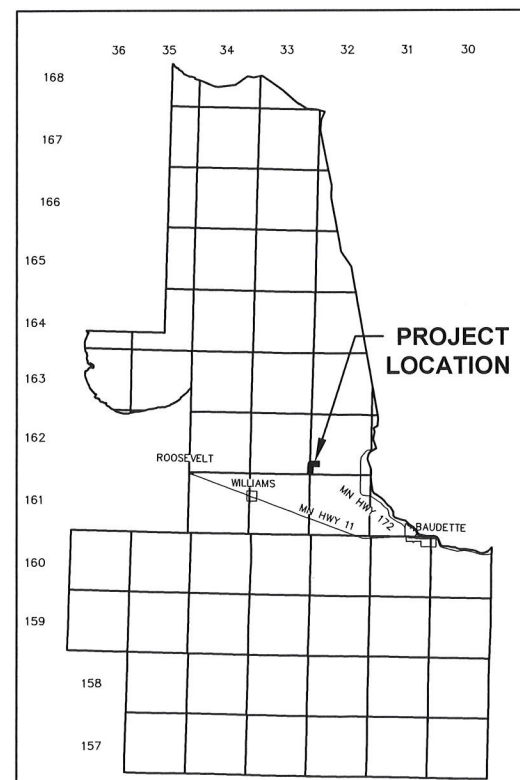 36 35 34 33 32 31 30
168
167
166
165
164
163
162
161
160
159
158
157
PROJECT
LOCATION
ROOSEVELT
WILLIAMS
MN HWY 11
MN HWY 172
BAUDETTE